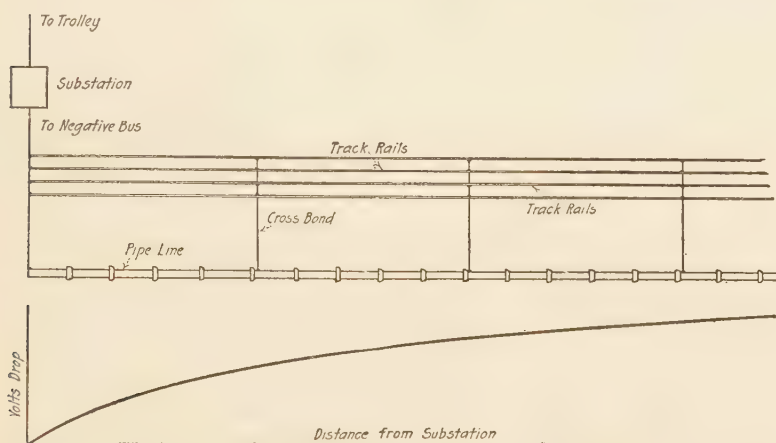 To Trolley
Substation
To Negative Bus
Track Rails
Track Rails
Cross Bond
Pipe Line
Volts Drop
Distance from Substation